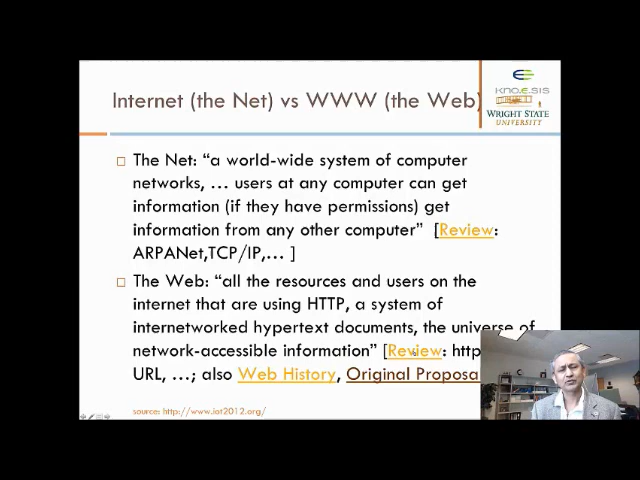 Internet (the Net) vs WWW (the Web)
KNO.E.SIS
WRIGHT STATE
UNIVERSITY
The Net: “a world-wide system of computer
networks, … users at any computer can get
information (if they have permissions) get
information from any other computer” [Review:
ARPANet,TCP/IP,… ]
The Web: “all the resources and users on the
internet that are using HTTP, a system of
internetworked hypertext documents, the universe of
network-accessible information” [Review: http
URL, …; also Web History, Original Proposa
source: http://www.iot2012.org/